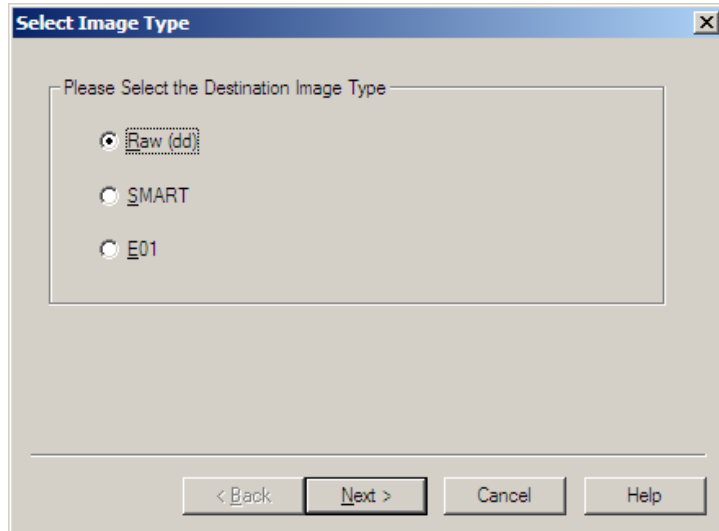 Select Image Type
Please Select the Destination Image Type
Raw (dd)
SMART
E01
< Back
Next >
Cancel
Help